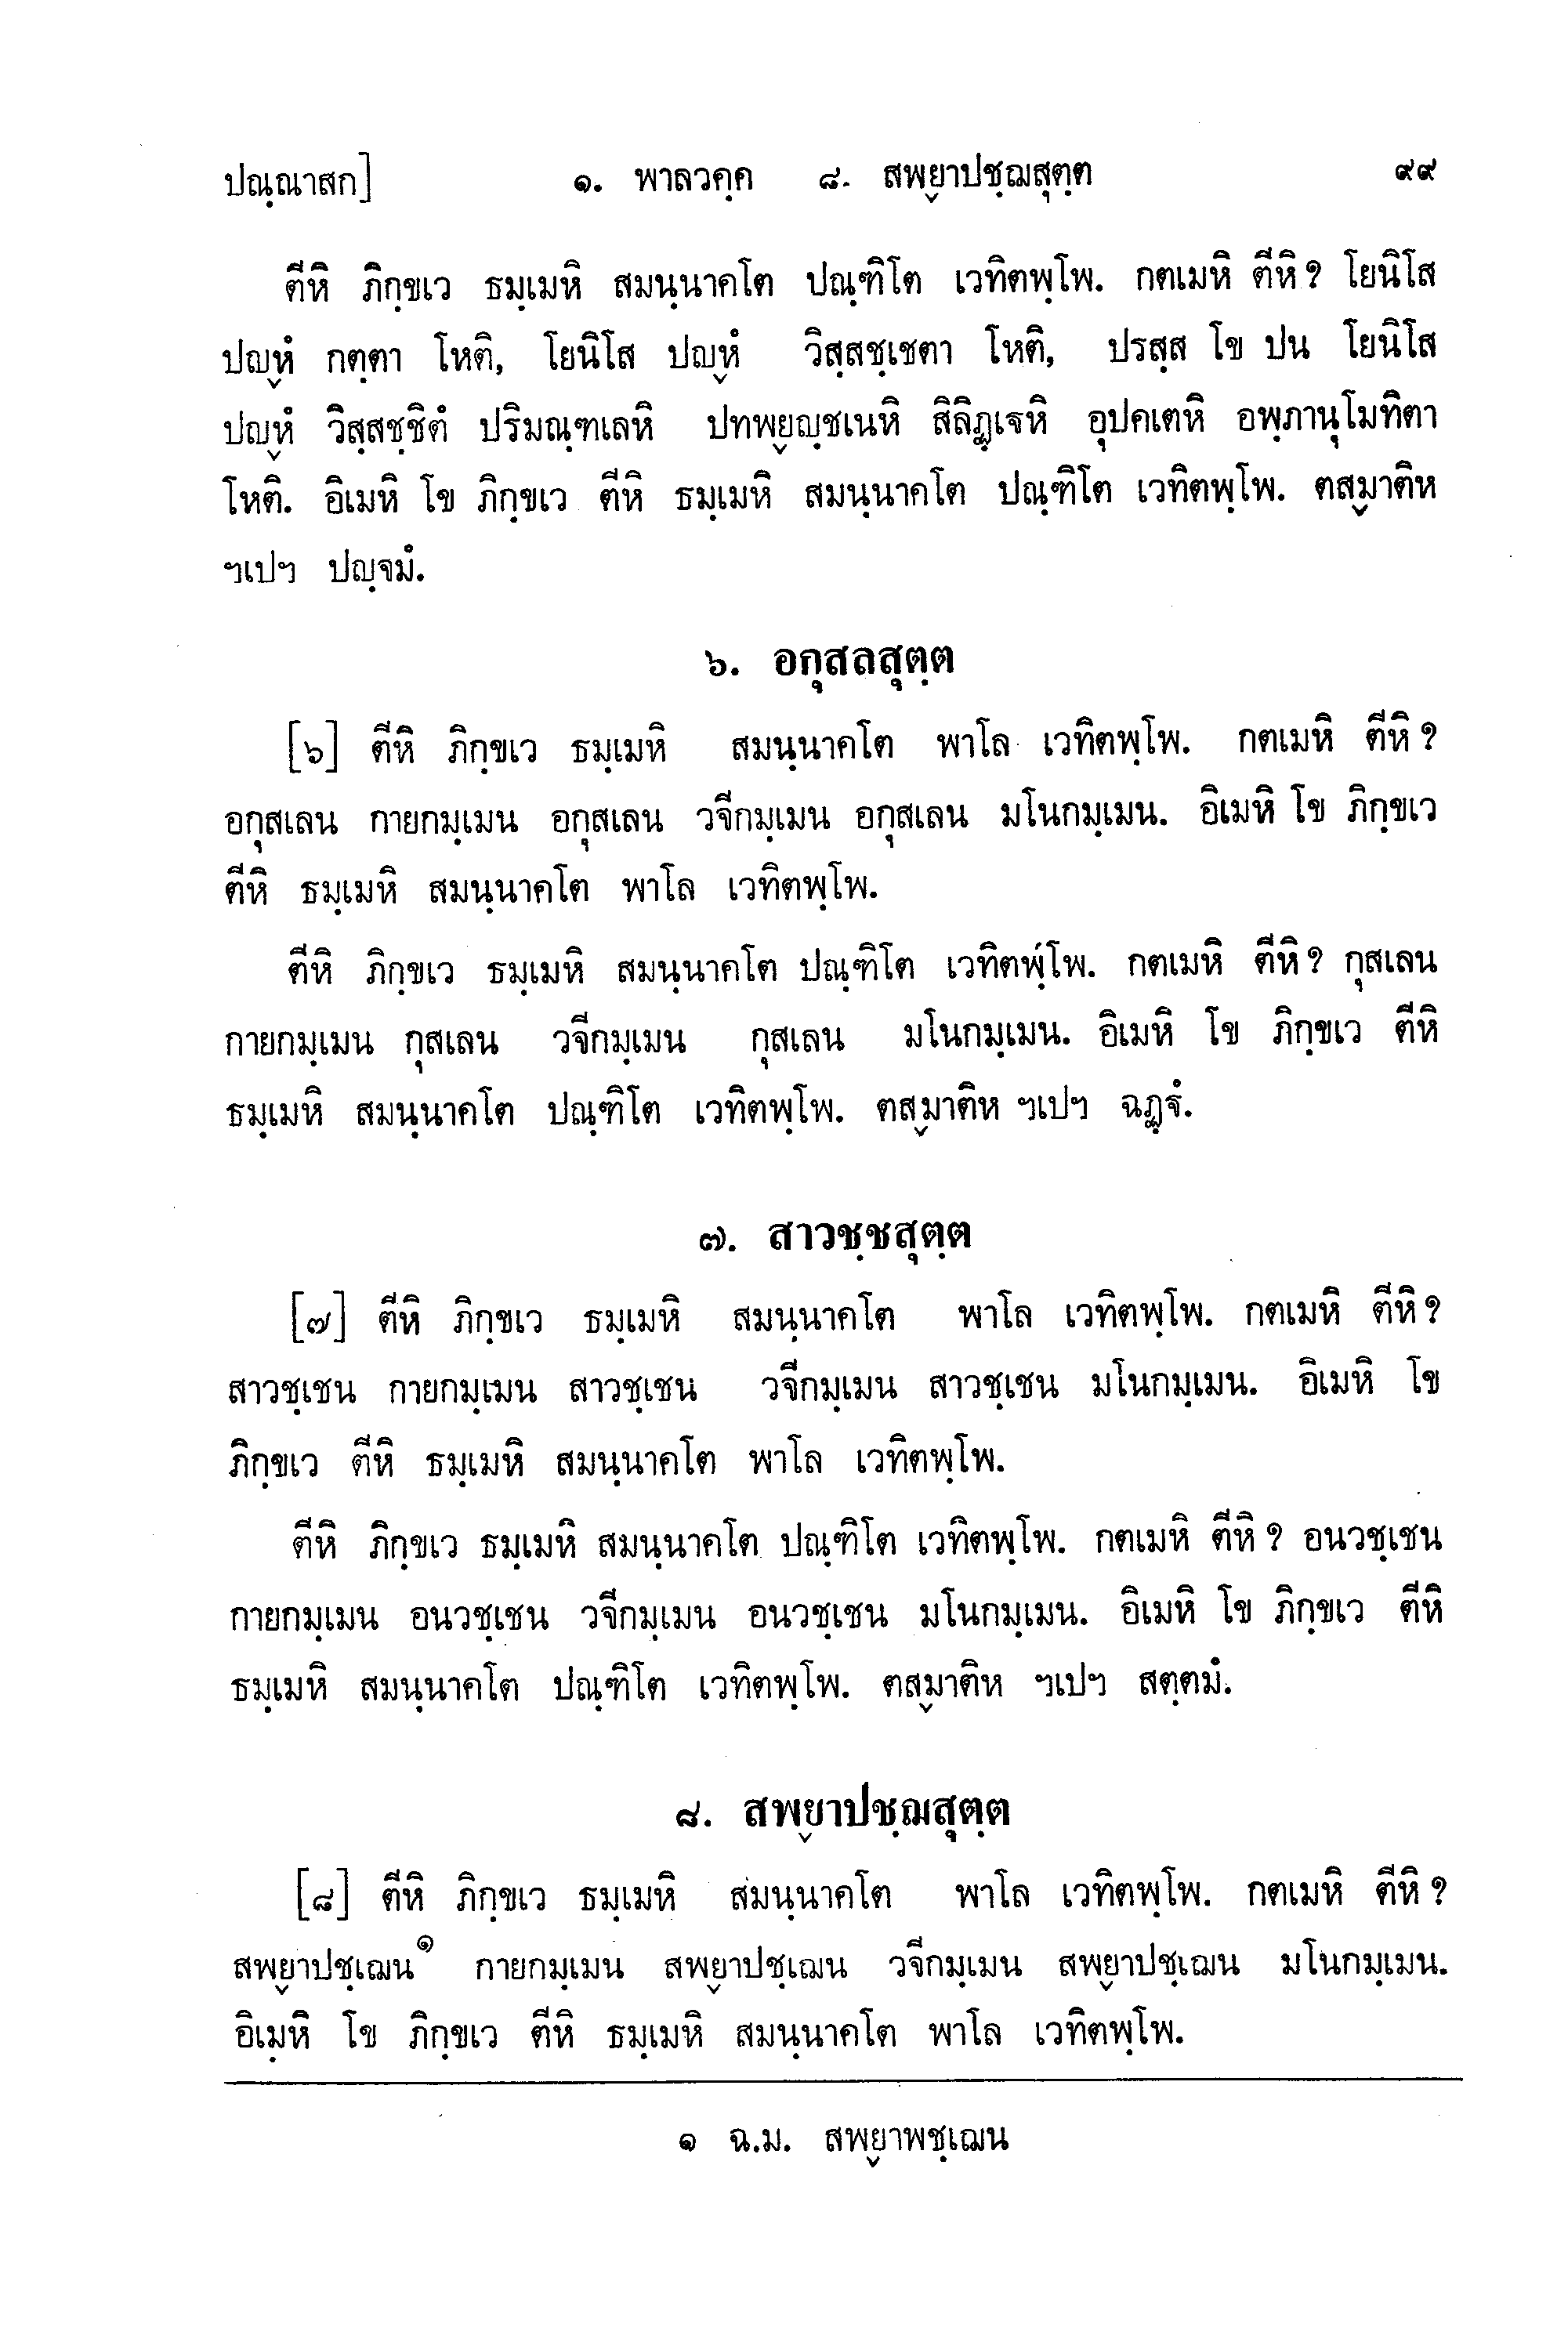 ปณฺณาสก] ๑. พาลวคฺค ๘. สพฺยาปชฺฌสุตฺต ๙๙
ตีหิ ภิกฺขเว ธมฺเมหิ สมนฺนาคโต ปณฺฑิโต เวทิตพฺโพ. กตเมหิ ตีหิ ? โยนิโส
ปญฺหํ กตฺตา โหติ, โยนิโส ปญฺหํ วิสฺสชฺเชตา โหติ, ปรสฺส โข ปน โยนิโส
ปญฺหํ วิสฺสชฺชิตํ ปริมณฺฑเลหิ ปทพฺยญฺชเนหิ สิลิฏฺเฐหิ อุปคเตหิ อพฺภานุโมทิตา
โหติ. อิเมหิ โข ภิกฺขเว ตีหิ ธมฺเมหิ สมนฺนาคโต ปณฺฑิโต เวทิตพฺโพ. ตสฺมาติห
ฯเปฯ ปญฺจมํ.
๖. อกุสลสุตฺต
[๖] ตีหิ ภิกฺขเว ธมฺเมหิ สมนฺนาคโต พาโล เวทิตพฺโพ. กตเมหิ ตีหิ ?
อกุสเลน กายกมฺเมน อกุสเลน วจีกมฺเมน อกุสเลน มโนกมฺเมน. อิเมหิ โข ภิกฺขเว
ตีหิ ธมฺเมหิ สมนฺนาคโต พาโล เวทิตพฺโพ.
ตีหิ ภิกฺขเว ธมฺเมหิ สมนฺนาคโต ปณฺฑิโต เวทิตพฺโพ. กตเมหิ ตีหิ ? กุสเลน
กายกมฺเมน กุสเลน วจีกมฺเมน กุสเลน มโนกมฺเมน. อิเมหิ โข ภิกฺขเว ตีหิ
ธมฺเมหิ สมนฺนาคโต ปณฺฑิโต เวทิตพฺโพ. ตสฺมาติห ฯเปฯ ฉฏฺฐํ.
๗. สาวชฺชสุตฺต
[๗] ตีหิ ภิกฺขเว ธมฺเมหิ สมนฺนาคโต พาโล เวทิตพฺโพ. กตเมหิ ตีหิ ?
สาวชฺเชน กายกมฺเมน สาวชฺเชน วจีกมฺเมน สาวชฺเชน มโนกมฺเมน. อิเมหิ โข
ภิกฺขเว ตีหิ ธมฺเมหิ สมนฺนาคโต พาโล เวทิตพฺโพ.
ตีหิ ภิกฺขเว ธมฺเมหิ สมนฺนาคโต ปณฺฑิโต เวทิตพฺโพ. กตเมหิ ตีหิ ? อนวชฺเชน
กายกมฺเมน อนวชฺเชน วจีกมฺเมน อนวชฺเชน มโนกมฺเมน. อิเมหิ โข ภิกฺขเว ตีหิ
ธมฺเมหิ สมนฺนาคโต ปณฺฑิโต เวทิตพฺโพ. ตสฺมาติห ฯเปฯ สตฺตมํ.
๘. สพฺยาปชฺฌสุตฺต
[๘] ตีหิ ภิกฺขเว ธมฺเมหิ สมนฺนาคโต พาโล เวทิตพฺโพ. กตเมหิ ตีหิ ?
สพฺยาปชฺเฌน๑ กายกมฺเมน สพฺยาปชฺเฌน วจีกมฺเมน สพฺยาปชฺเฌน มโนกมฺเมน.
อิเมฺหิ โข ภิกฺขเว ตีหิ ธมฺเมหิ สมนฺนาคโต พาโล เวทิตพฺโพ.
๑ ฉ.ม. สพฺยาพชฺเฌน